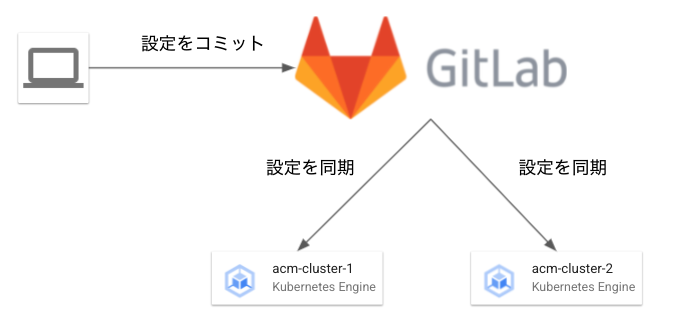 設定をコミット
GitLab
設定を同期
設定を同期
acm-cluster-1
Kubernetes Engine
acm-cluster-2
Kubernetes Engine